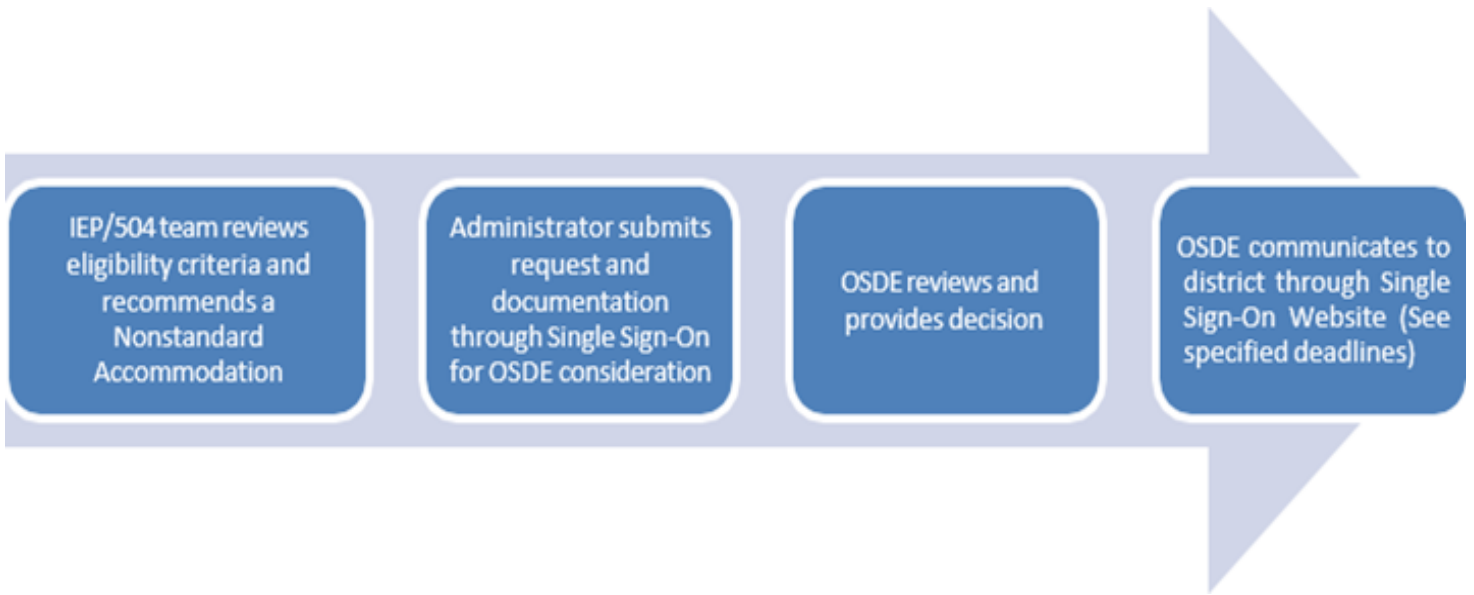 IEP/504 team reviews
eligibility criteria and
recommends a
Nonstandard
Accommodation
Administrator submits
request and
documentation
through Single Sign-On
for OSDE consideration
OSDE reviews and
provides decision
OSDE communicates to
district through Single
Sign-On Website (See
specified deadlines)